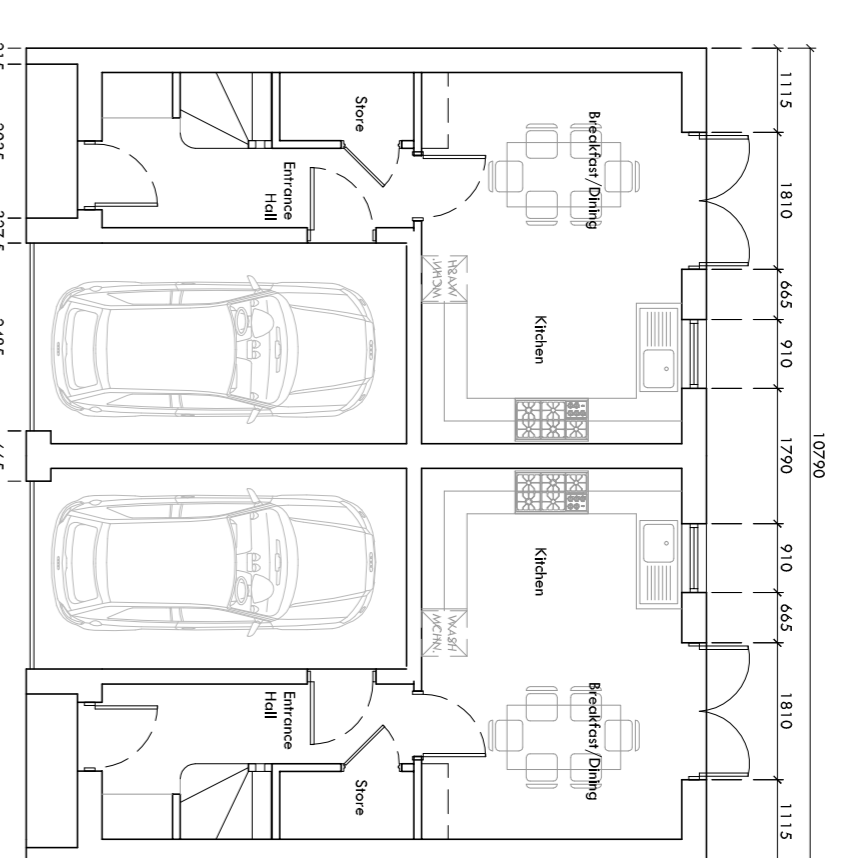 10790
1115 1810 665 910 1790 910 665 1810 1115
Breakfast/Dining
Kitchen
Kitchen
Breakfast/Dining
WASH
MCHN.
WASH
MCHN.
Store
Store
Entrance
Hall
Entrance
Hall